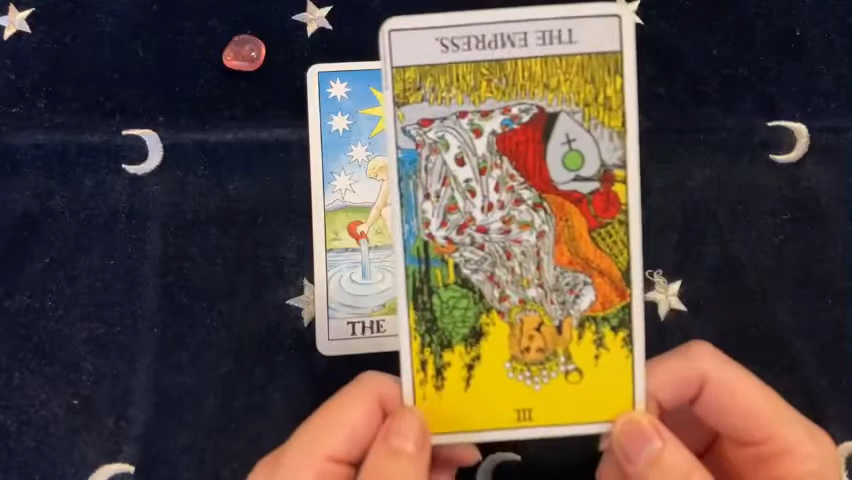 THE EMPRESS.
THE
III